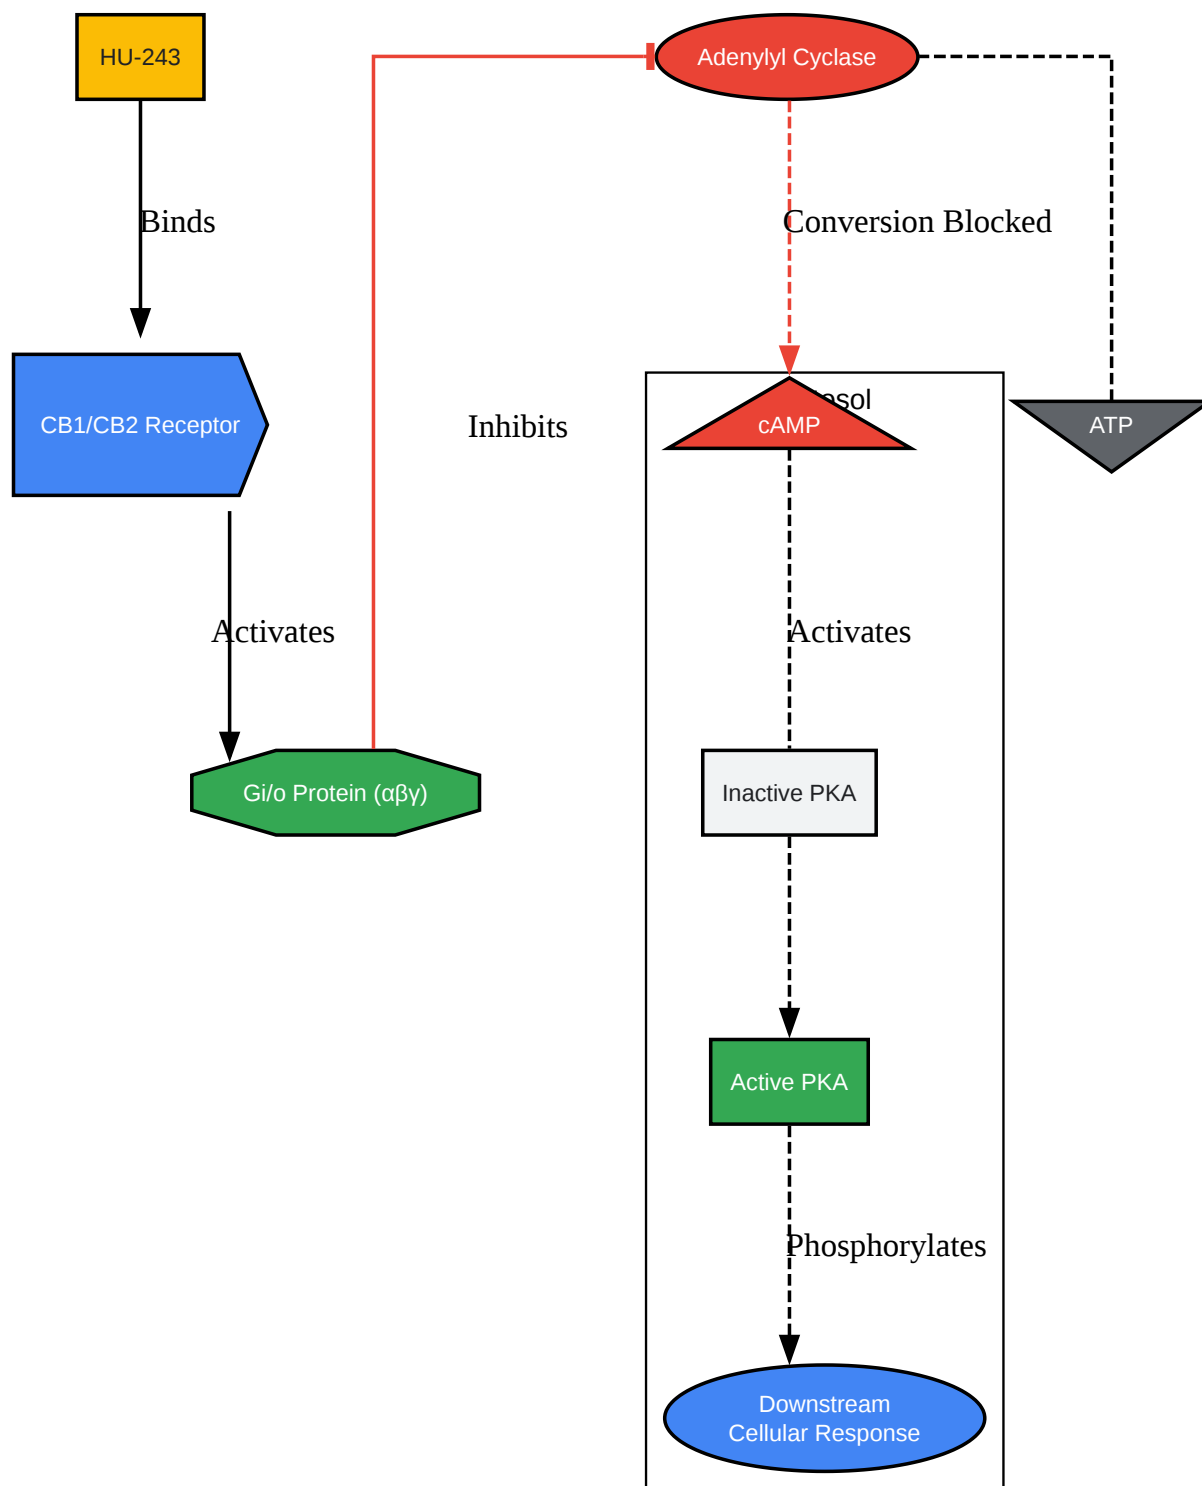 HU-243
Adenylyl Cyclase
Binds
Conversion Blocked
CB1/CB2 Receptor
Inhibits
cAMP
ATP
Activates
Activates
Gi/o Protein (αβγ)
Inactive PKA
Active PKA
Phosphorylates
Downstream
Cellular Response